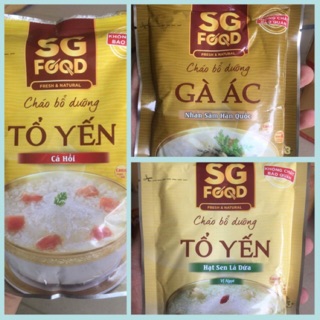 SG
FOOD
FRESH & NATURAL
Cháo bổ dưỡng
TỔ YẾN
Cá Hồi
SG
FOOD
FRESH & NATURAL
Cháo bổ dưỡng
GÀ ÁC
Nhân Sâm Hàn Quốc
SG
FOOD
FRESH & NATURAL
Cháo bổ dưỡng
TỔ YẾN
Hạt Sen Lá Dứa